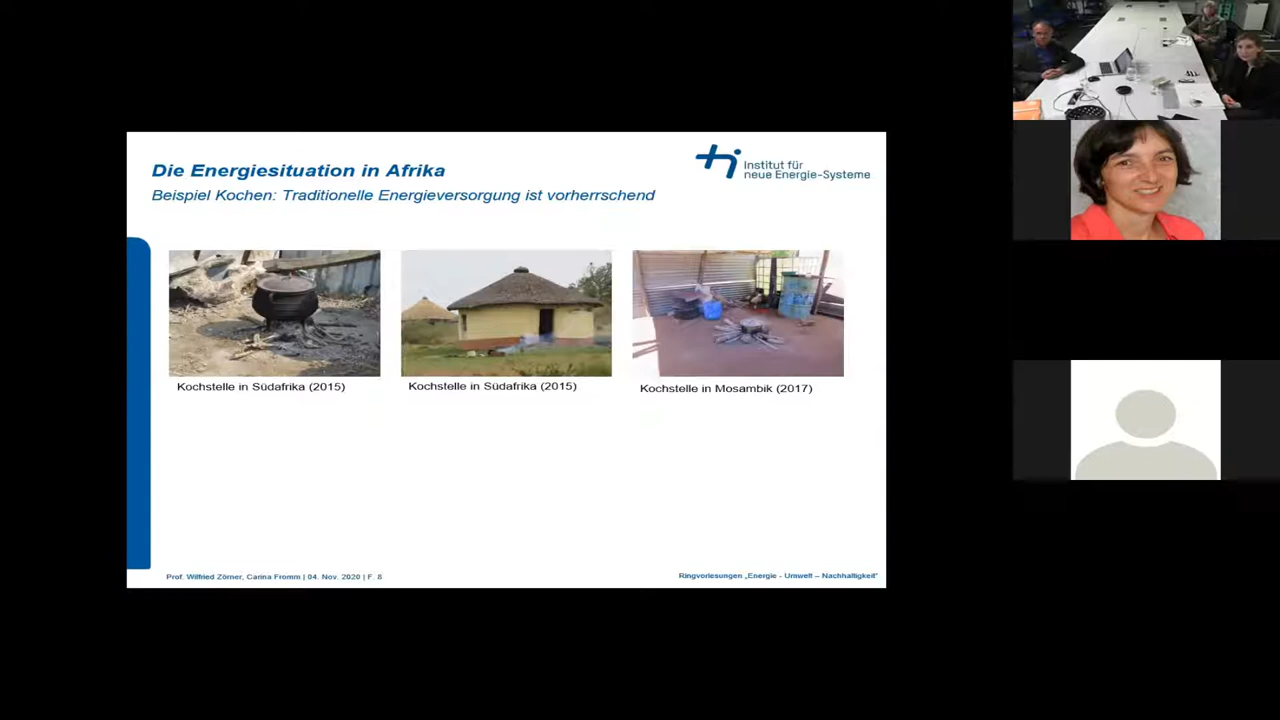 Die Energiesituation in Afrika
Beispiel Kochen: Traditionelle Energieversorgung ist vorherrschend
Institut für
neue Energie-Systeme
Kochstelle in Südafrika (2015)
Kochstelle in Südafrika (2015)
Kochstelle in Mosambik (2017)
Prof. Wilfried Zörner, Carina Fromm | 04. Nov. 2020 | F. 8
Ringvorlesungen „Energie - Umwelt – Nachhaltigkeit"